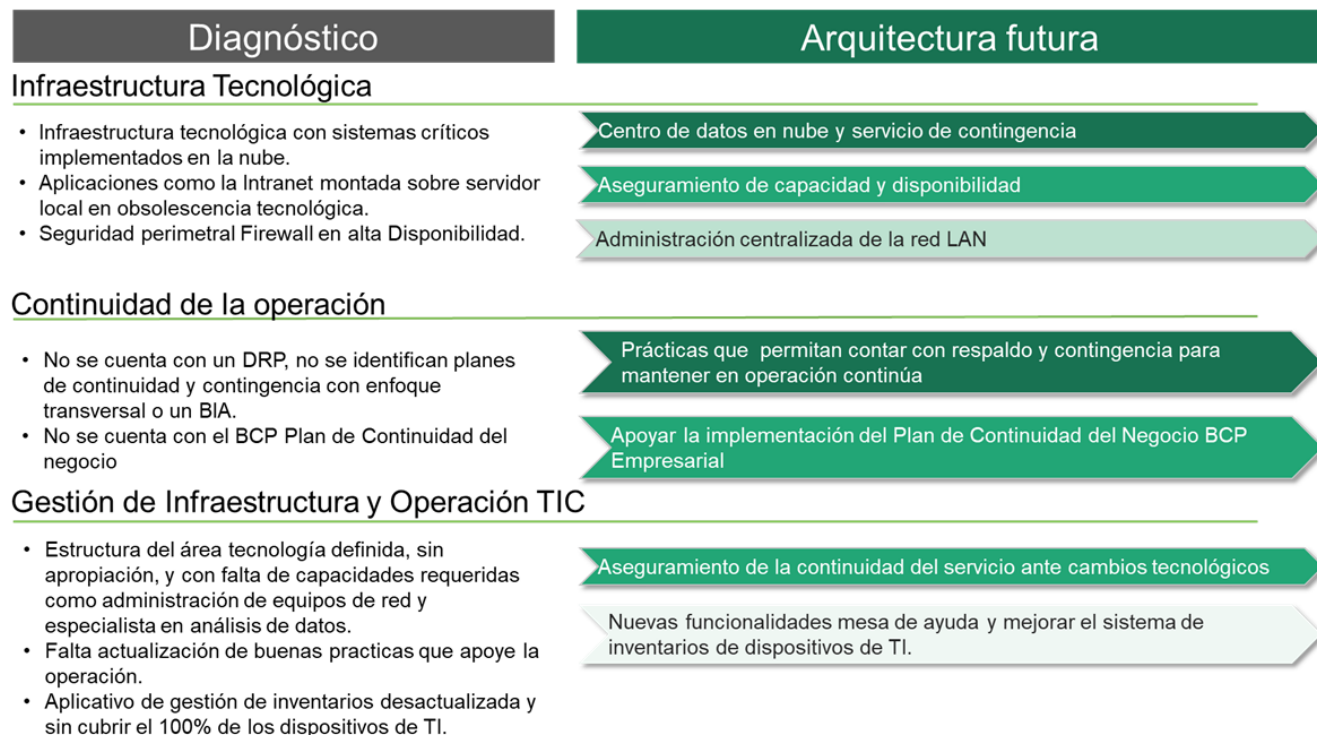 Diagnóstico
Arquitectura futura
Infraestructura Tecnológica
• Infraestructura tecnológica con sistemas críticos
implementados en la nube.
• Aplicaciones como la Intranet montada sobre servidor
local en obsolescencia tecnológica.
• Seguridad perimetral Firewall en alta Disponibilidad.
Centro de datos en nube y servicio de contingencia
Aseguramiento de capacidad y disponibilidad
Administración centralizada de la red LAN
Continuidad de la operación
• No se cuenta con un DRP, no se identifican planes
de continuidad y contingencia con enfoque
transversal o un BIA.
• No se cuenta con el BCP Plan de Continuidad del
negocio
Prácticas que  permitan contar con respaldo y contingencia para
mantener en operación continúa
Apoyar la implementación del Plan de Continuidad del Negocio BCP
Empresarial
Gestión de Infraestructura y Operación TIC
• Estructura del área tecnología definida, sin
apropiación, y con falta de capacidades requeridas
como administración de equipos de red y
especialista en análisis de datos.
• Falta actualización de buenas practicas que apoye la
operación.
• Aplicativo de gestión de inventarios desactualizada y
sin cubrir el 100% de los dispositivos de TI.
Aseguramiento de la continuidad del servicio ante cambios tecnológicos
Nuevas funcionalidades mesa de ayuda y mejorar el sistema de
inventarios de dispositivos de TI.